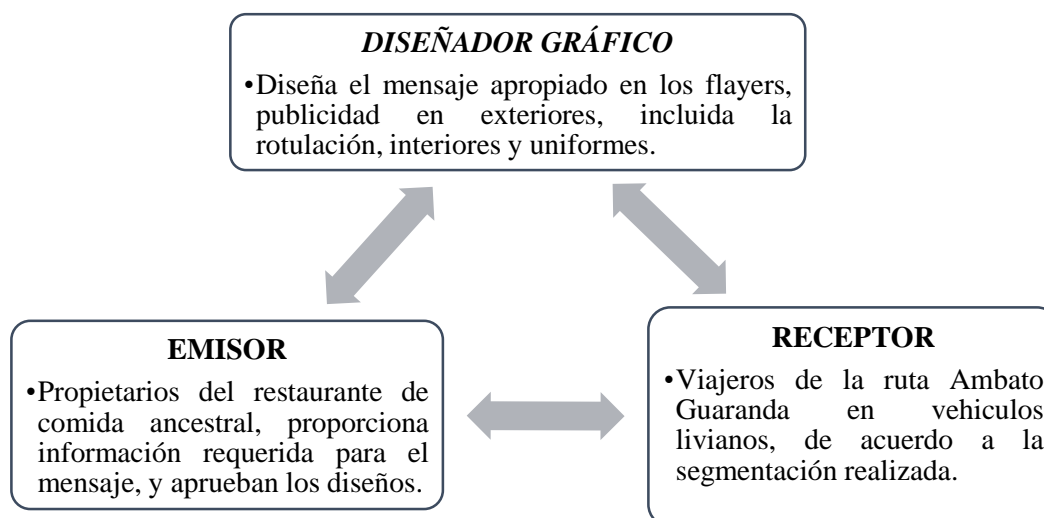 DISEÑADOR GRÁFICO
•Diseña el mensaje apropiado en los flayers,
publicidad en exteriores, incluida la
rotulación, interiores y uniformes.
EMISOR
•Propietarios del restaurante de
comida ancestral, proporciona
información requerida para el
mensaje, y aprueban los diseños.
RECEPTOR
•Viajeros de la ruta Ambato
Guaranda en vehiculos
livianos, de acuerdo a la
segmentación realizada.